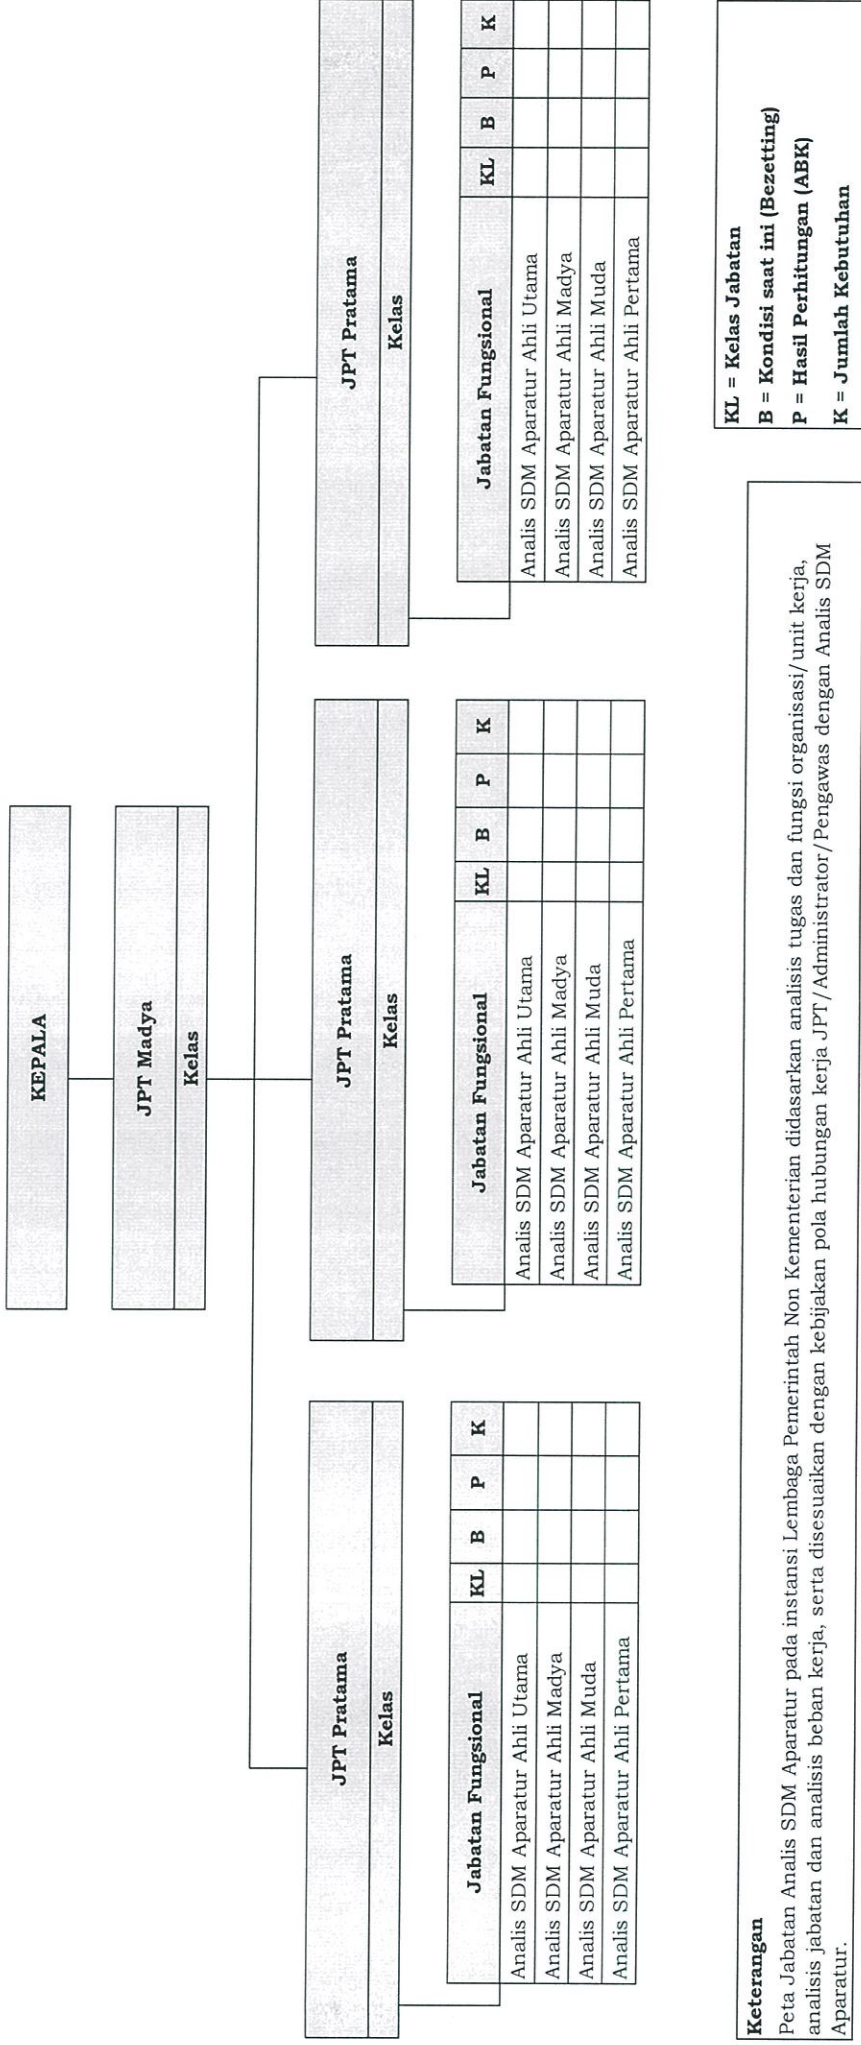 KEPALA
JPT Madya
Kelas
JPT Pratama
Kelas
Jabatan Fungsional KL B P K
Analis SDM Aparatur Ahli Utama
Analis SDM Aparatur Ahli Madya
Analis SDM Aparatur Ahli Muda
Analis SDM Aparatur Ahli Pertama
JPT Pratama
Kelas
Jabatan Fungsional KL B P K
Analis SDM Aparatur Ahli Utama
Analis SDM Aparatur Ahli Madya
Analis SDM Aparatur Ahli Muda
Analis SDM Aparatur Ahli Pertama
JPT Pratama
Kelas
Jabatan Fungsional KL B P K
Analis SDM Aparatur Ahli Utama
Analis SDM Aparatur Ahli Madya
Analis SDM Aparatur Ahli Muda
Analis SDM Aparatur Ahli Pertama
Keterangan
Peta Jabatan Analis SDM Aparatur pada instansi Lembaga Pemerintah Non Kementerian didasarkan analisis tugas dan fungsi organisasi/unit kerja,
analisis jabatan dan analisis beban kerja, serta disesuaikan dengan kebijakan pola hubungan kerja JPT/Administrator/Pengawas dengan Analis SDM
Aparatur.
KL = Kelas Jabatan
B = Kondisi saat ini (Bezetting)
P = Hasil Perhitungan (ABK)
K = Jumlah Kebutuhan